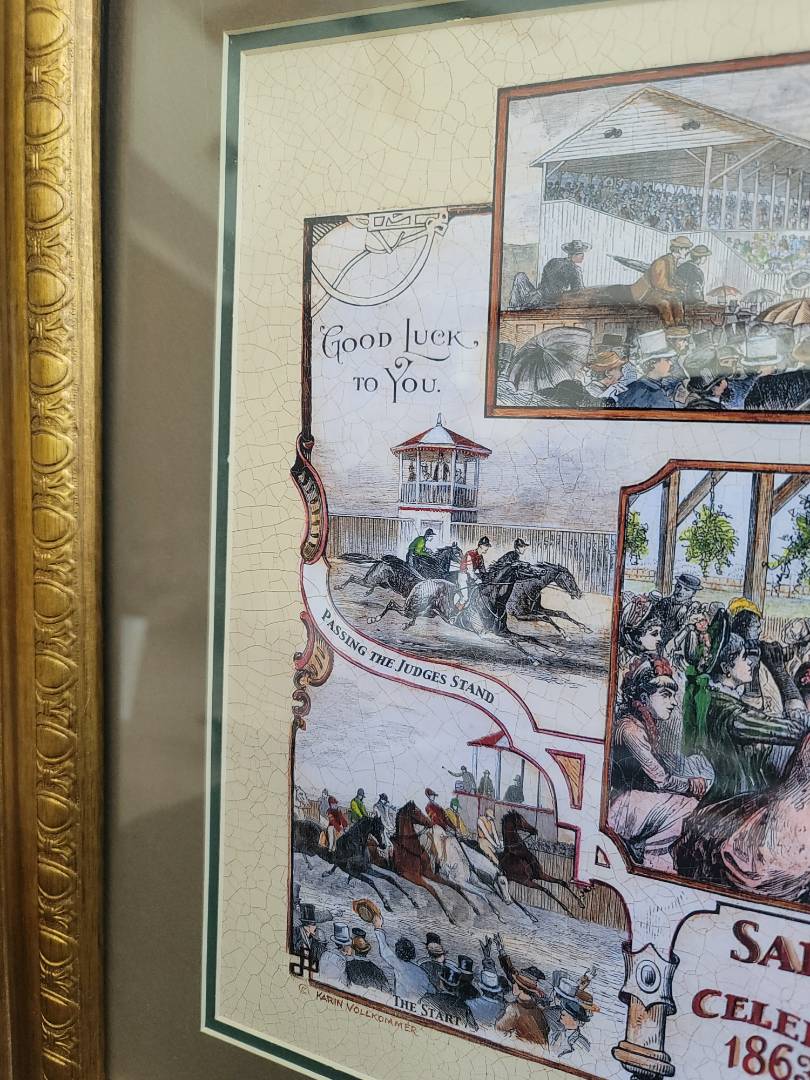 Good Luck,
to You.
Passing the Judges Stand
The Start
© Karin Vollkommer